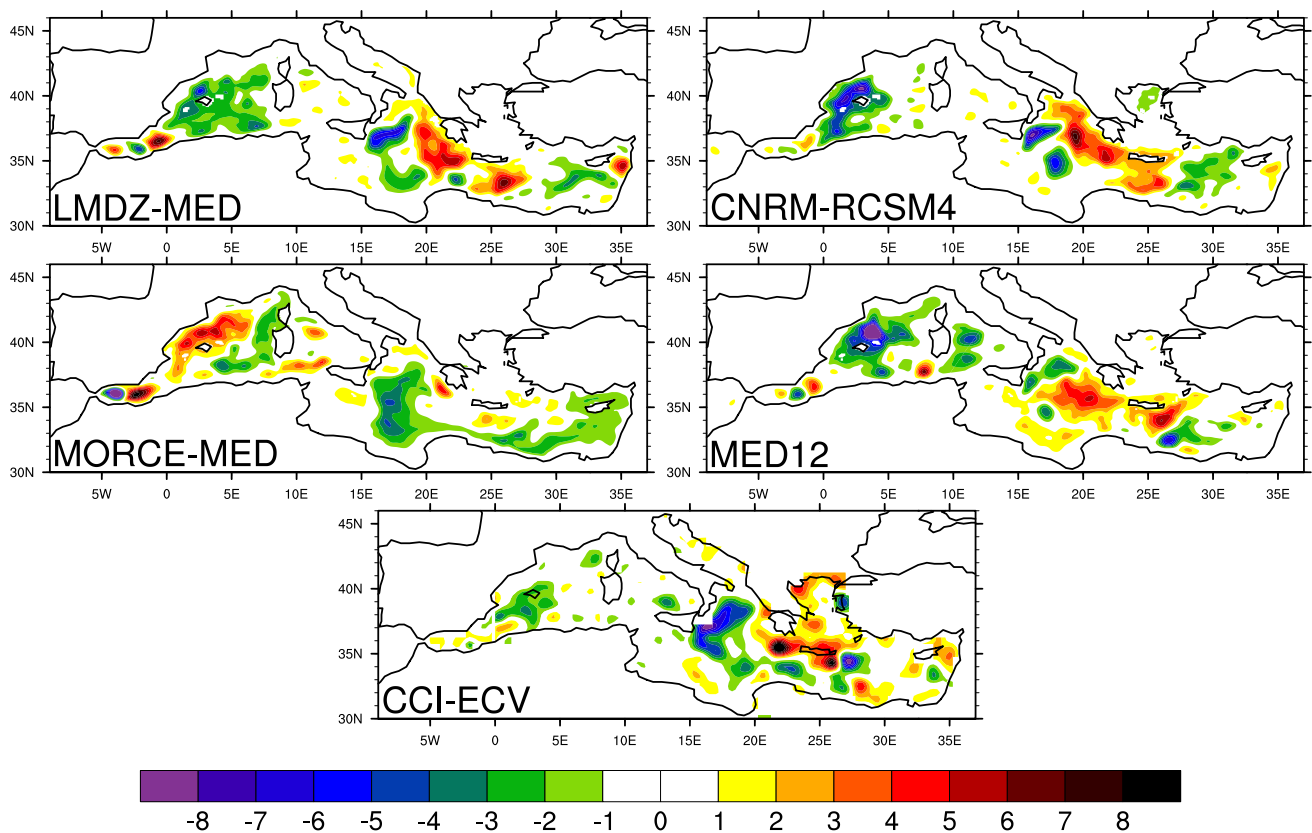 45N 45N
40N 40N
35N 35N
30N 30N
LMDZ-MED CNRM-RCSM4
5W 0 5E 10E 15E 20E 25E 30E 35E 5W 0 5E 10E 15E 20E 25E 30E 35E
45N 45N
40N 40N
35N 35N
30N 30N
MORCE-MED MED12
5W 0 5E 10E 15E 20E 25E 30E 35E 5W 0 5E 10E 15E 20E 25E 30E 35E
45N
40N
35N
30N
CCI-ECV
5W 0 5E 10E 15E 20E 25E 30E 35E
-8 -7 -6 -5 -4 -3 -2 -1 0 1 2 3 4 5 6 7 8